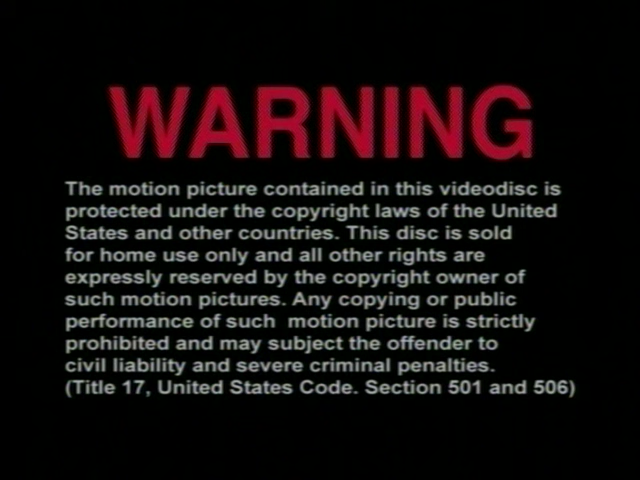 WARNING
The motion picture contained in this videodisc is
protected under the copyright laws of the United
States and other countries. This disc is sold
for home use only and all other rights are
expressly reserved by the copyright owner of
such motion pictures. Any copying or public
performance of such  motion picture is strictly
prohibited and may subject the offender to
civil liability and severe criminal penalties.
(Title 17, United States Code. Section 501 and 506)